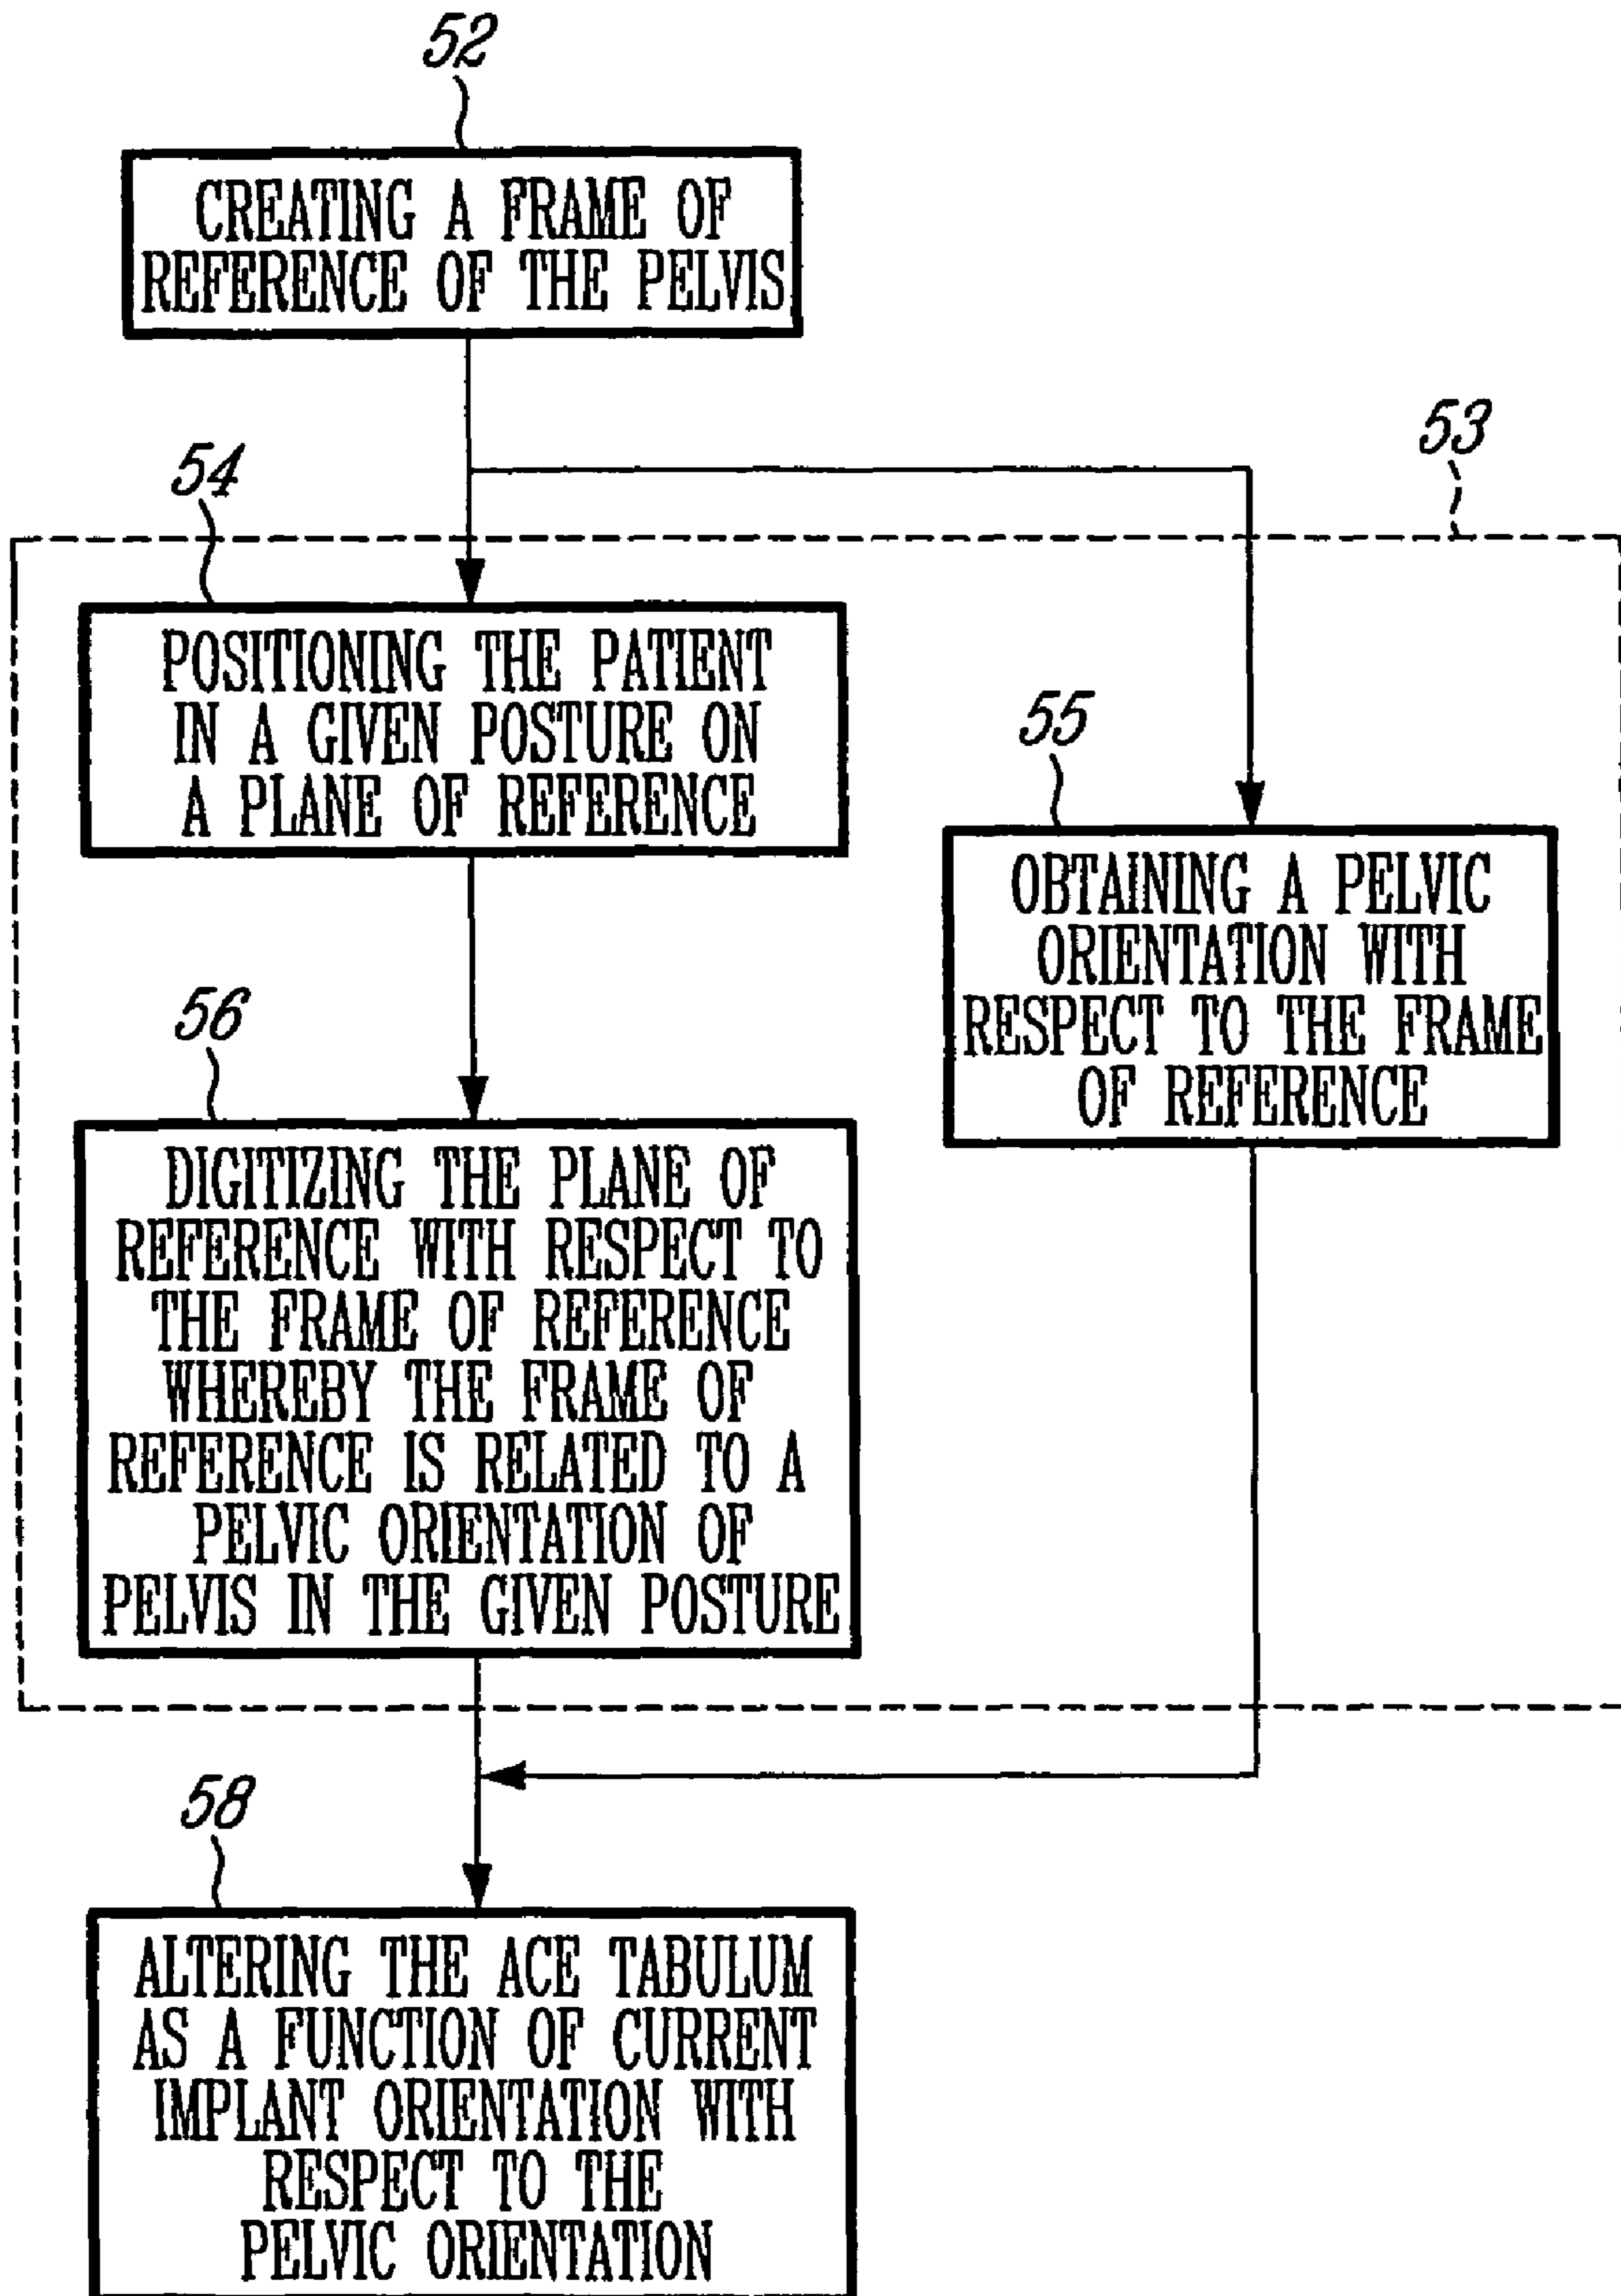 52
CREATING A FRAME OF
REFERENCE OF THE PELVIS
53
54
POSITIONING THE PATIENT
IN A GIVEN POSTURE ON
A PLANE OF REFERENCE
55
OBTAINING A PELVIC
ORIENTATION WITH
RESPECT TO THE FRAME
OF REFERENCE
56
DIGITIZING THE PLANE OF
REFERENCE WITH RESPECT TO
THE FRAME OF REFERENCE
WHEREBY THE FRAME OF
REFERENCE IS RELATED TO A
PELVIC ORIENTATION OF
PELVIS IN THE GIVEN POSTURE
58
ALTERING THE ACE TABULUM
AS A FUNCTION OF CURRENT
IMPLANT ORIENTATION WITH
RESPECT TO THE
PELVIC ORIENTATION